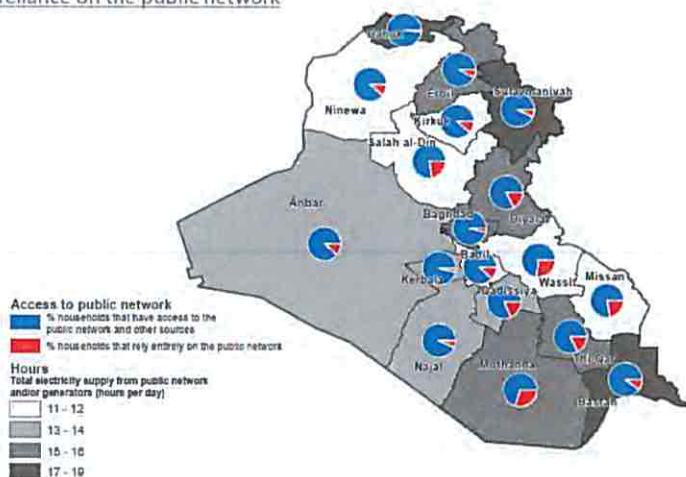 reliance on the public network
Dahuk
Erbil
Sulaymaniyah
Ninewa
Kirkuk
Salah al-Din
Anbar
Diyala
Baghdad
Babil
Wassit
Missan
Kerbala
Qadissiya
Najaf
Thi-Qar
Muthanna
Basrah
Access to public network
% households that have access to the
public network and other sources
% households that rely entirely on the public network
Hours
Total electricity supply from public network
and/or generators (hours per day)
11 - 12
13 - 14
15 - 16
17 - 19